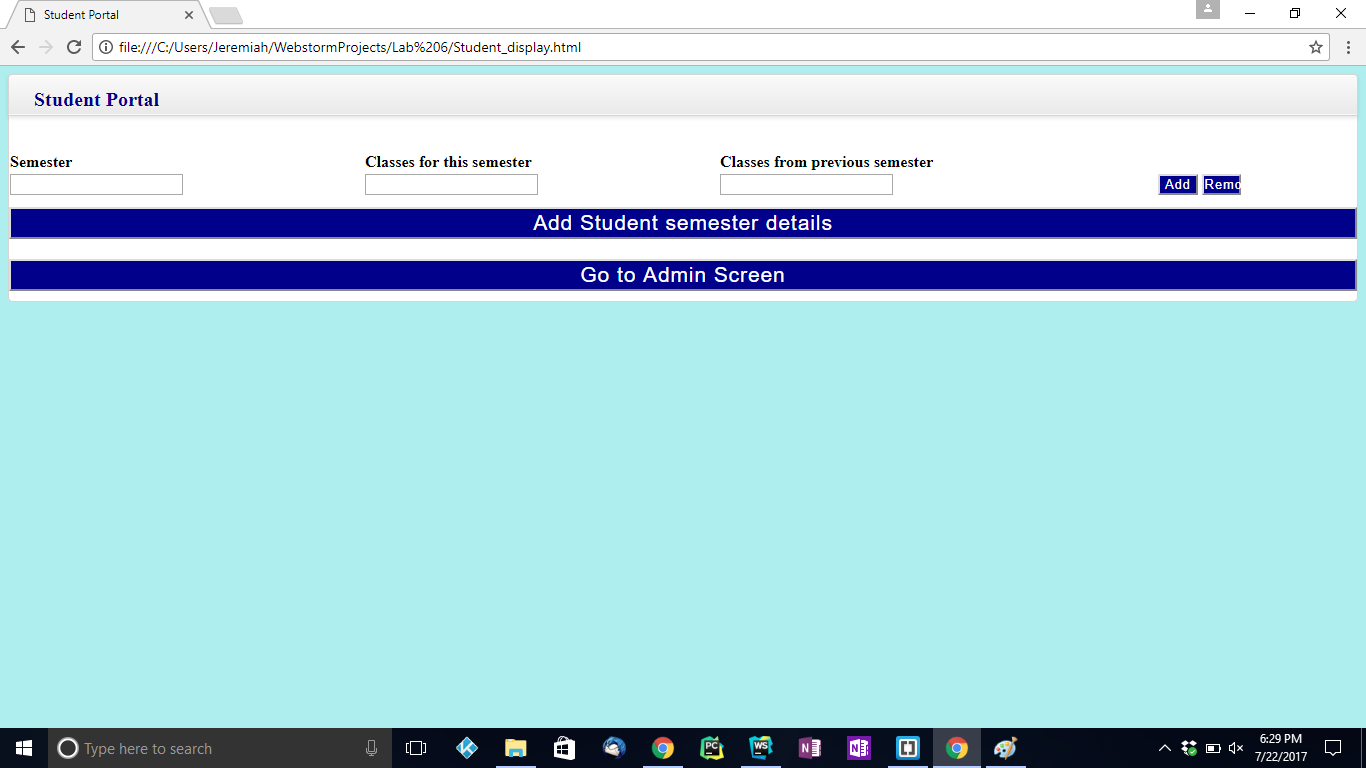 Student Portal
file:///C:/Users/Jeremiah/WebstormProjects/Lab%206/Student_display.html
Student Portal
Semester Classes for this semester Classes from previous semester
Add Remo
Add Student semester details
Go to Admin Screen
Type here to search
PC WS N N
6:29 PM
7/22/2017